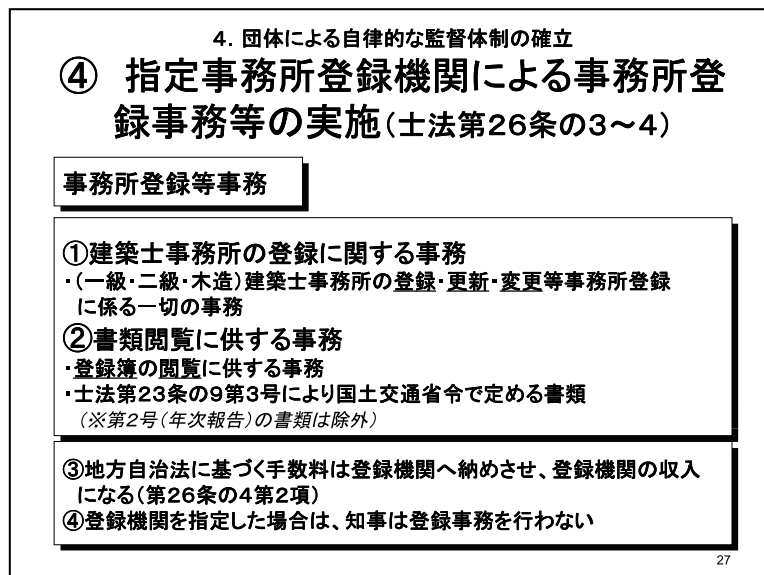 4．団体による自律的な監督体制の確立
④　指定事務所登録機関による事務所登
録事務等の実施(士法第26条の3～4)
事務所登録等事務
①建築士事務所の登録に関する事務
・(一級・二級・木造)建築士事務所の登録・更新・変更等事務所登録
に係る一切の事務
②書類閲覧に供する事務
・登録簿の閲覧に供する事務
・士法第23条の9第3号により国土交通省令で定める書類
(※第2号(年次報告)の書類は除外)
③地方自治法に基づく手数料は登録機関へ納めさせ、登録機関の収入
になる(第26条の4第2項)
④登録機関を指定した場合は、知事は登録事務を行わない
27